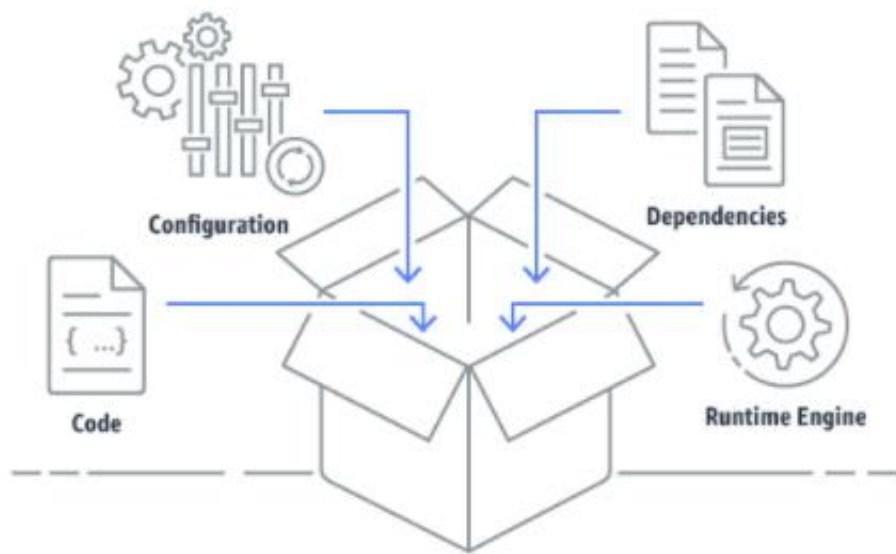 Configuration
Dependencies
{ ...}
Code
Runtime Engine